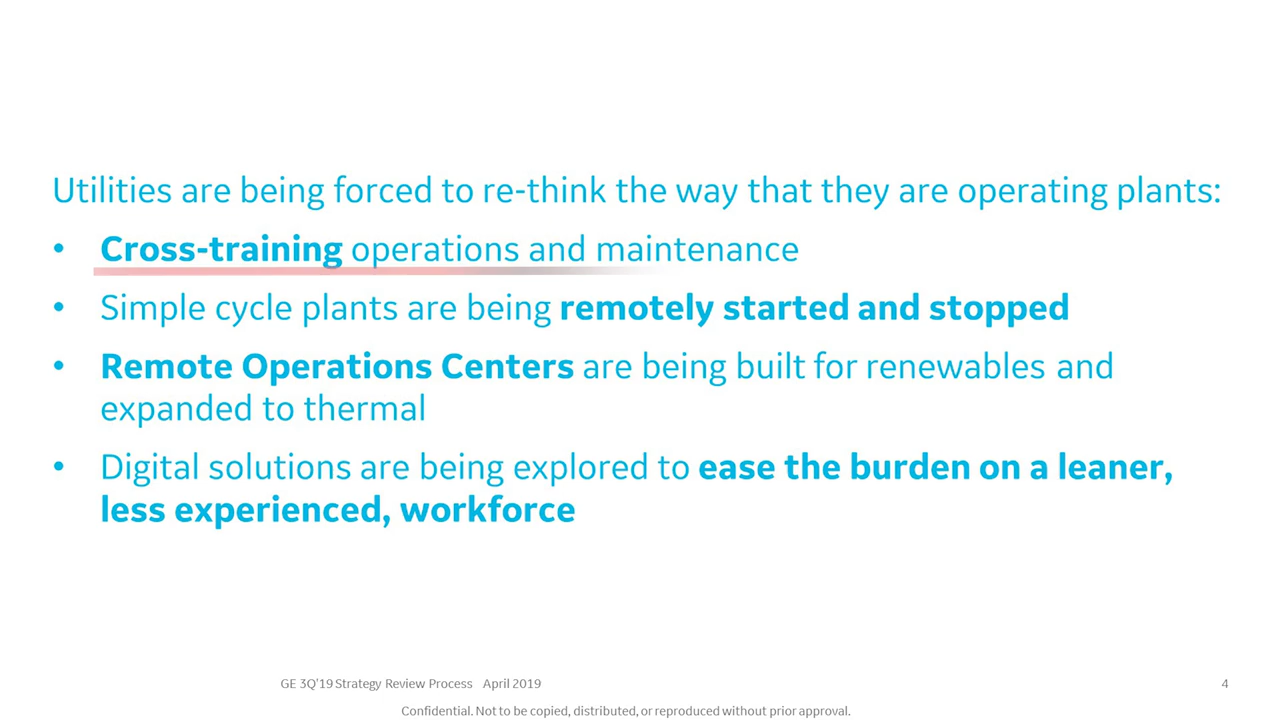 Utilities are being forced to re-think the way that they are operating plants:
• Cross-training operations and maintenance
• Simple cycle plants are being remotely started and stopped
• Remote Operations Centers are being built for renewables and
expanded to thermal
• Digital solutions are being explored to ease the burden on a leaner,
less experienced, workforce
GE 3Q'19 Strategy Review Process April 2019
4
Confidential. Not to be copied, distributed, or reproduced without prior approval.